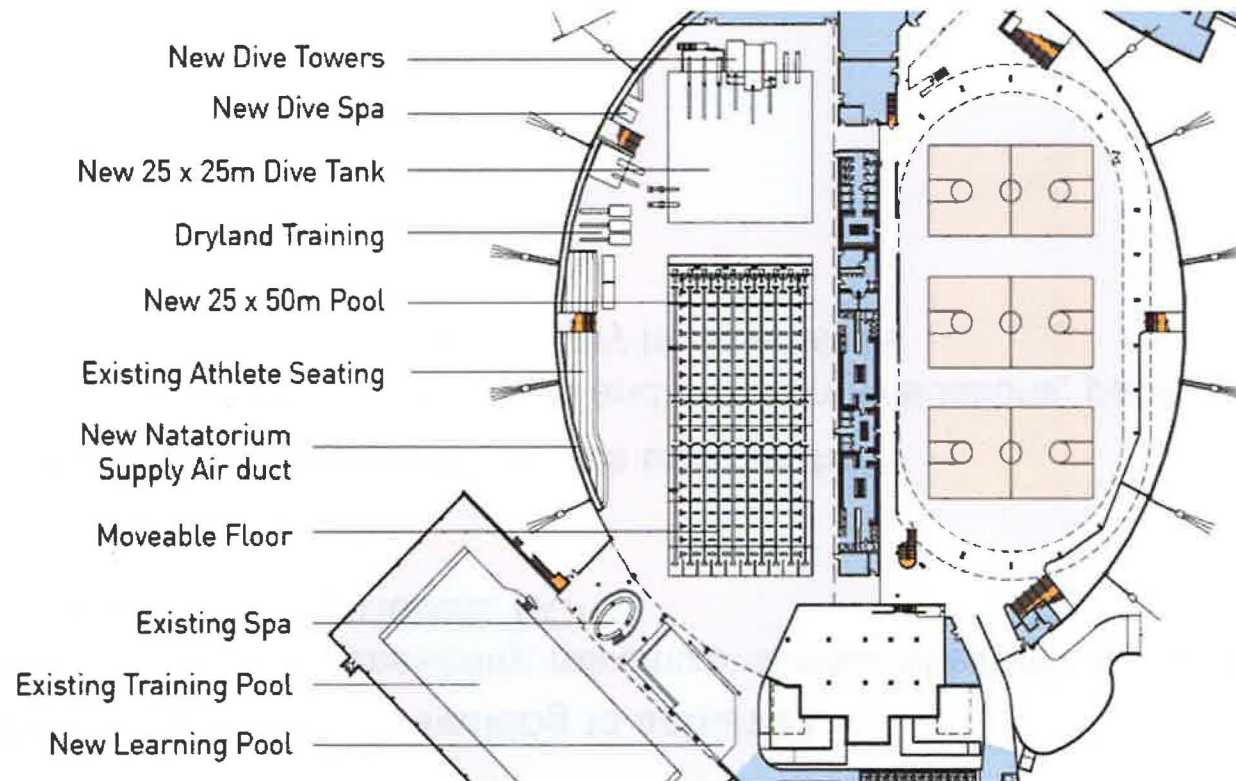 New Dive Towers
New Dive Spa
New 25 x 25m Dive Tank
Dryland Training
New 25 x 50m Pool
Existing Athlete Seating
New Natatorium
Supply Air duct
Moveable Floor
Existing Spa
Existing Training Pool
New Learning Pool